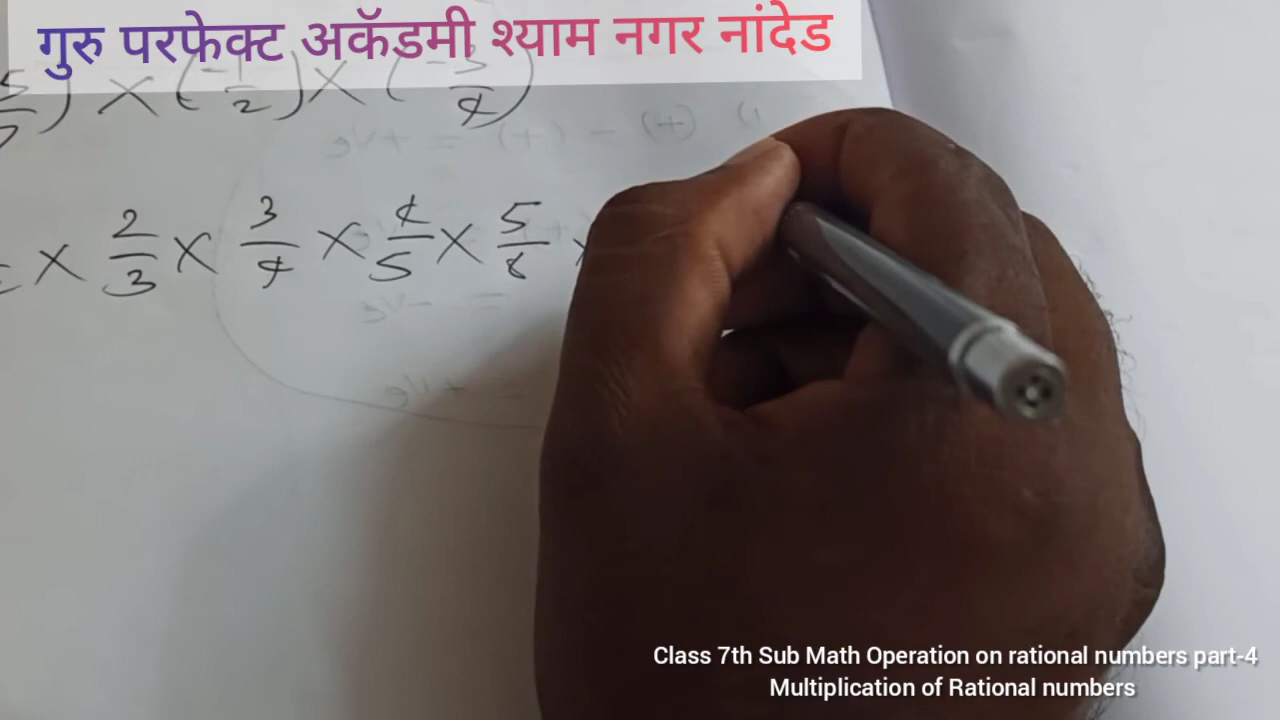 गुरु परफेक्ट अकॅडमी श्याम नगर नांदेड
) × (-1/2) × (-3/4)
× 2/3 × 3/4 × 4/5 × 5/6
Class 7th Sub Math Operation on rational numbers part-4
Multiplication of Rational numbers